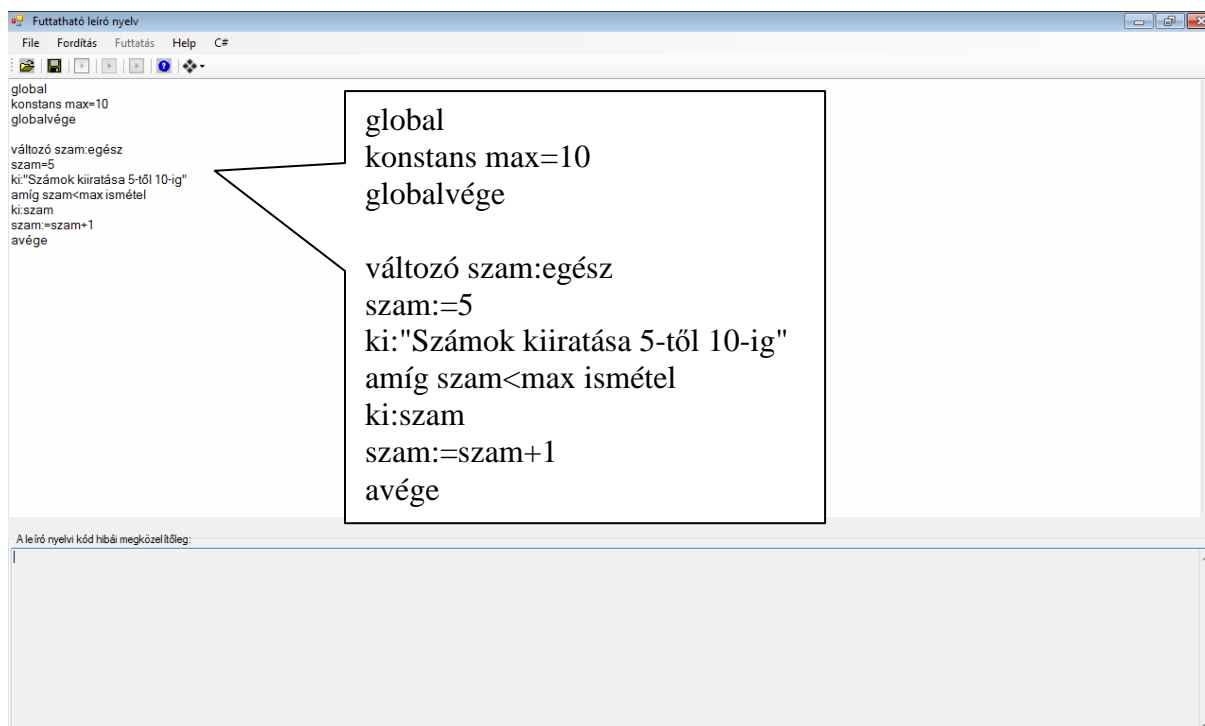 Futtatható leíró nyelv
File Fordítás Futtatás Help C#
global
konstans max=10
globalvége
változó szam:egész
szam=5
ki:"Számok kiiratása 5-től 10-ig"
amíg szam<max ismétel
ki:szam
szam:=szam+1
avége
global
konstans max=10
globalvége
változó szam:egész
szam:=5
ki:"Számok kiiratása 5-től 10-ig"
amíg szam<max ismétel
ki:szam
szam:=szam+1
avége
A leíró nyelvi kód hibái megközelítőleg: